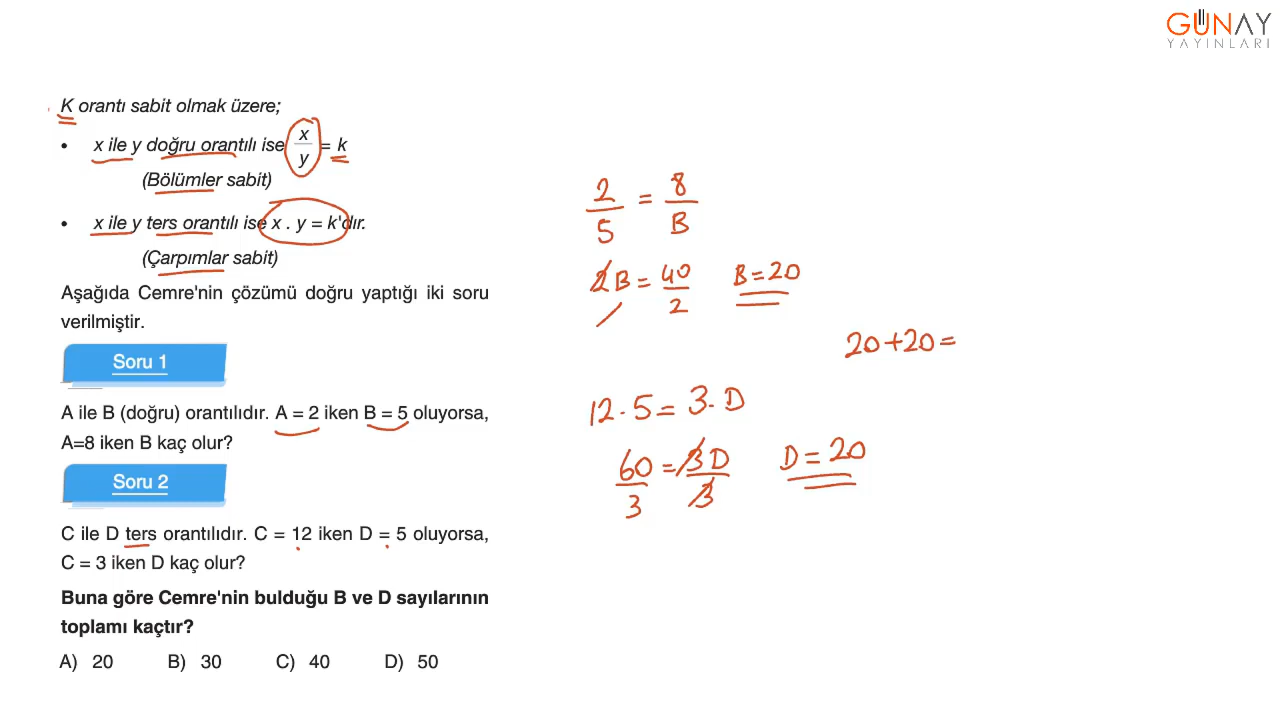 GÜNAY
YAYINLARI
K orantı sabit olmak üzere;
• x ile y doğru orantılı ise x/y = k
(Bölümler sabit)
• x ile y ters orantılı ise x . y = k'dır.
(Çarpımlar sabit)
Aşağıda Cemre'nin çözümü doğru yaptığı iki soru
verilmiştir.
Soru 1
A ile B (doğru) orantılıdır. A = 2 iken B = 5 oluyorsa,
A=8 iken B kaç olur?
Soru 2
C ile D ters orantılıdır. C = 12 iken D = 5 oluyorsa,
C = 3 iken D kaç olur?
Buna göre Cemre'nin bulduğu B ve D sayılarının
toplamı kaçtır?
A) 20 B) 30 C) 40 D) 50
2/5 = 8/B
2B = 40/2 B = 20
20+20=
12.5 = 3.D
60/3 = 3D/3 D = 20